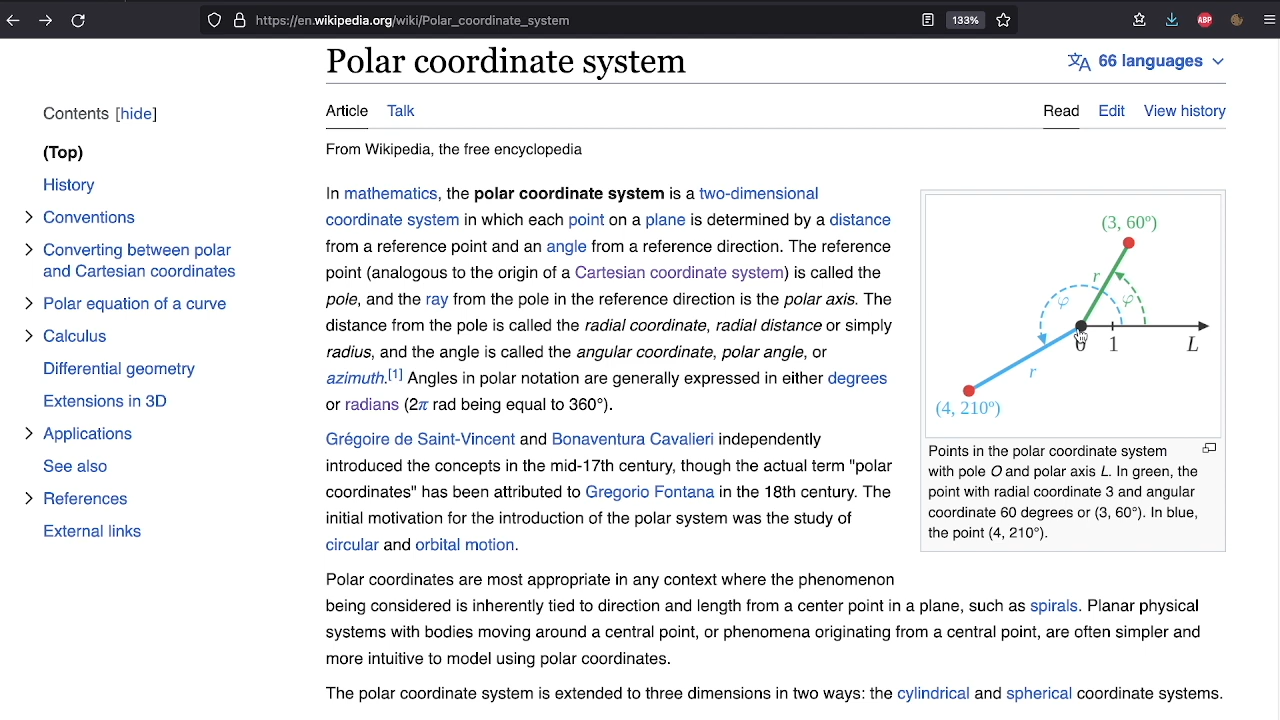 https://en.wikipedia.org/wiki/Polar_coordinate_system
133%
ABP
Polar coordinate system
66 languages
Contents [hide]
(Top)
History
Conventions
Converting between polar
and Cartesian coordinates
Polar equation of a curve
Calculus
Differential geometry
Extensions in 3D
Applications
See also
References
External links
Article Talk
Read Edit View history
From Wikipedia, the free encyclopedia
In mathematics, the polar coordinate system is a two-dimensional
coordinate system in which each point on a plane is determined by a distance
from a reference point and an angle from a reference direction. The reference
point (analogous to the origin of a Cartesian coordinate system) is called the
pole, and the ray from the pole in the reference direction is the polar axis. The
distance from the pole is called the radial coordinate, radial distance or simply
radius, and the angle is called the angular coordinate, polar angle, or
azimuth.[1] Angles in polar notation are generally expressed in either degrees
or radians (2π rad being equal to 360°).
Grégoire de Saint-Vincent and Bonaventura Cavalieri independently
introduced the concepts in the mid-17th century, though the actual term "polar
coordinates" has been attributed to Gregorio Fontana in the 18th century. The
initial motivation for the introduction of the polar system was the study of
circular and orbital motion.
Polar coordinates are most appropriate in any context where the phenomenon
being considered is inherently tied to direction and length from a center point in a plane, such as spirals. Planar physical
systems with bodies moving around a central point, or phenomena originating from a central point, are often simpler and
more intuitive to model using polar coordinates.
The polar coordinate system is extended to three dimensions in two ways: the cylindrical and spherical coordinate systems.
(3, 60º)
r
φ
φ
0 1 L
r
(4, 210º)
Points in the polar coordinate system
with pole O and polar axis L. In green, the
point with radial coordinate 3 and angular
coordinate 60 degrees or (3, 60°). In blue,
the point (4, 210°).